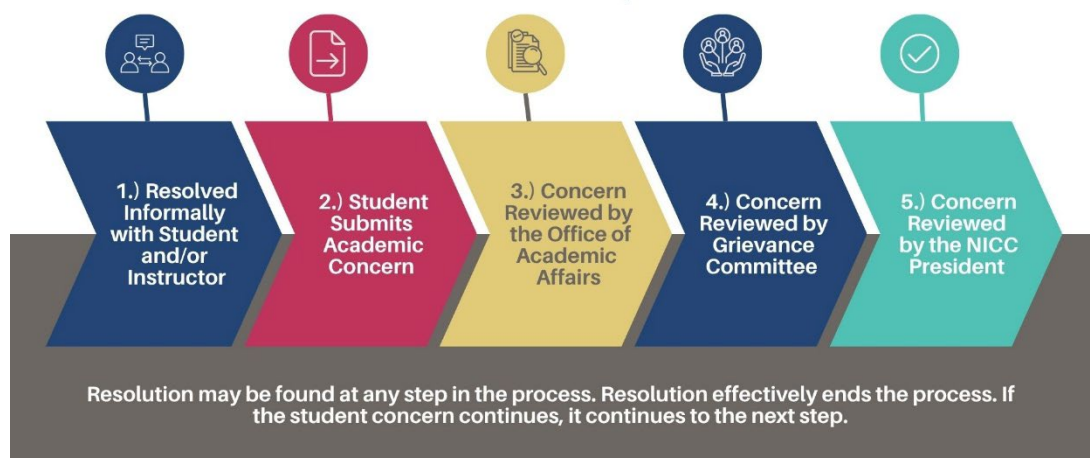 1.) Resolved
Informally
with Student
and/or
Instructor
2.) Student
Submits
Academic
Concern
3.) Concern
Reviewed by
the Office of
Academic
Affairs
4.) Concern
Reviewed by
Grievance
Committee
5.) Concern
Reviewed
by the NICC
President
Resolution may be found at any step in the process. Resolution effectively ends the process. If
the student concern continues, it continues to the next step.